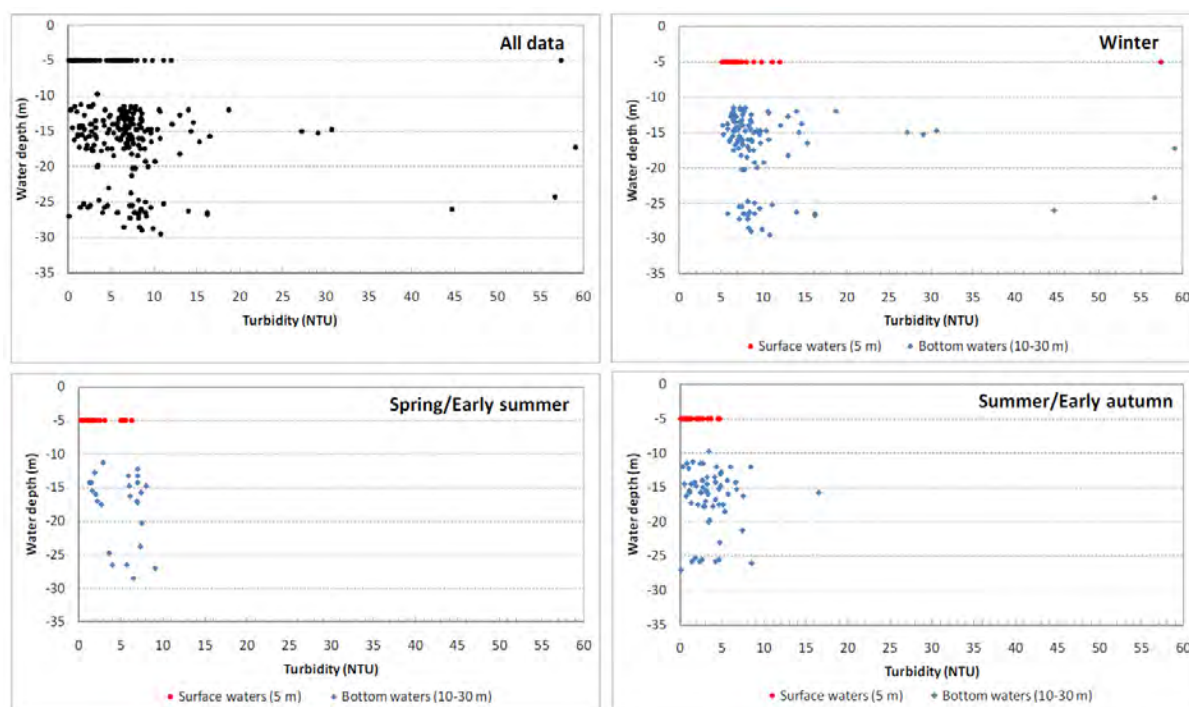 All data
Water depth (m)
0
-5
-10
-15
-20
-25
-30
-35
0 5 10 15 20 25 30 35 40 45 50 55 60
Turbidity (NTU)
Winter
Water depth (m)
0
-5
-10
-15
-20
-25
-30
-35
0 5 10 15 20 25 30 35 40 45 50 55 60
Turbidity (NTU)
Surface waters (5 m) Bottom waters (10-30 m)
Spring/Early summer
Water depth (m)
0
-5
-10
-15
-20
-25
-30
-35
0 5 10 15 20 25 30 35 40 45 50 55 60
Turbidity (NTU)
Surface waters (5 m) Bottom waters (10-30 m)
Summer/Early autumn
Water depth (m)
0
-5
-10
-15
-20
-25
-30
-35
0 5 10 15 20 25 30 35 40 45 50 55 60
Turbidity (NTU)
Surface waters (5 m) Bottom waters (10-30 m)